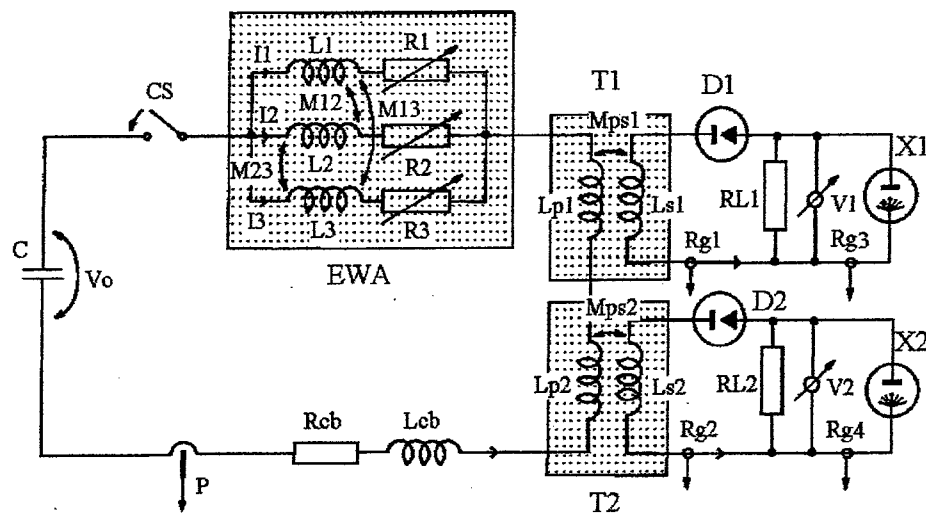 I1 L1 R1
T1 D1
CS
M12
I2 M13 Mps1 X1
M23 L2 R2
Lp1 Ls1 RL1 V1
I3
L3 R3 Rg1 Rg3
C Vo
EWA
Mps2 D2
X2
Lp2 Ls2 RL2 V2
Rcb Lcb Rg2 Rg4
P
T2